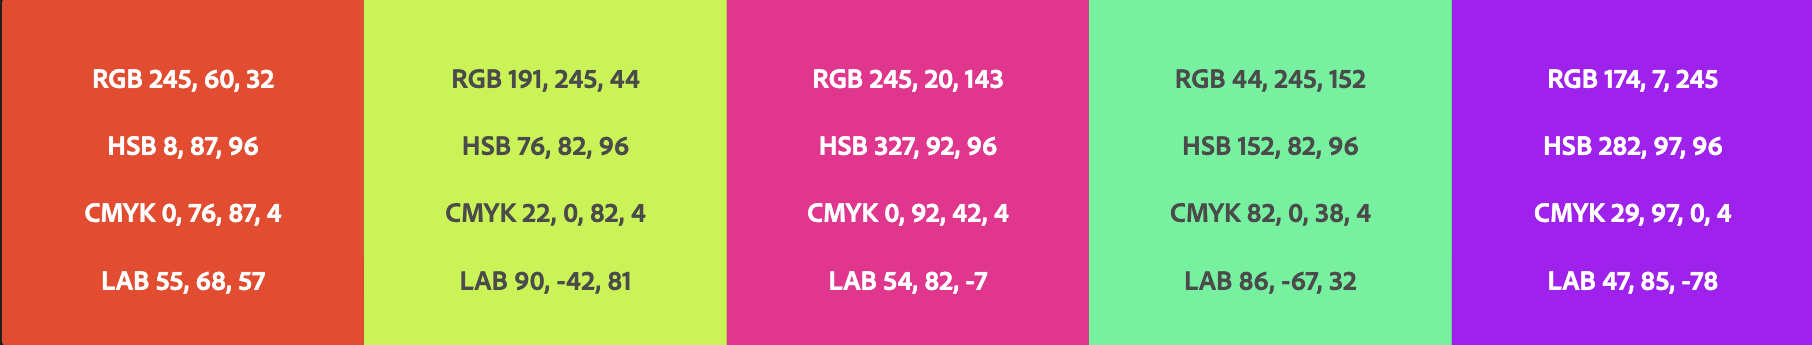 RGB 245, 60, 32
HSB 8, 87, 96
CMYK 0, 76, 87, 4
LAB 55, 68, 57
RGB 191, 245, 44
HSB 76, 82, 96
CMYK 22, 0, 82, 4
LAB 90, -42, 81
RGB 245, 20, 143
HSB 327, 92, 96
CMYK 0, 92, 42, 4
LAB 54, 82, -7
RGB 44, 245, 152
HSB 152, 82, 96
CMYK 82, 0, 38, 4
LAB 86, -67, 32
RGB 174, 7, 245
HSB 282, 97, 96
CMYK 29, 97, 0, 4
LAB 47, 85, -78